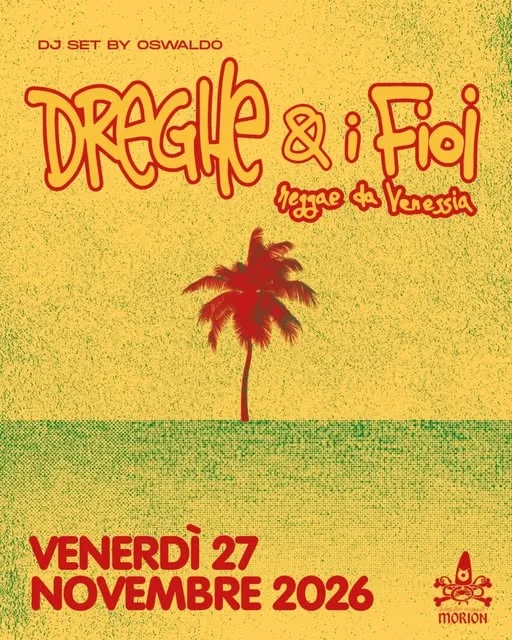 DJ SET BY OSWALDO
DREGHE & i Fioi
reggae da Venessia
VENERDÌ 27
NOVEMBRE 2026
MORION